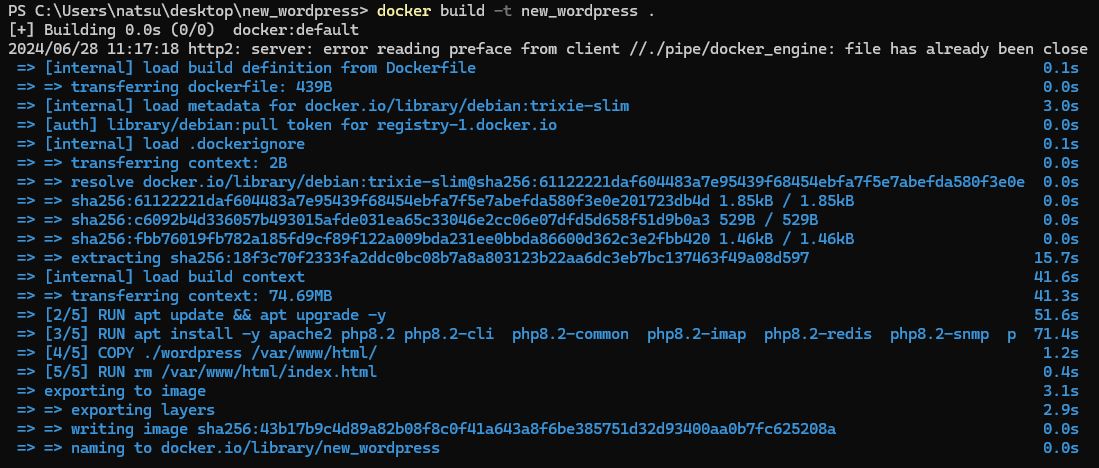 PS C:\Users\natsu\desktop\new_wordpress> docker build -t new_wordpress .
[+] Building 0.0s (0/0)  docker:default
2024/06/28 11:17:18 http2: server: error reading preface from client //./pipe/docker_engine: file has already been close
=> [internal] load build definition from Dockerfile 0.1s
=> => transferring dockerfile: 439B 0.0s
=> [internal] load metadata for docker.io/library/debian:trixie-slim 3.0s
=> [auth] library/debian:pull token for registry-1.docker.io 0.0s
=> [internal] load .dockerignore 0.1s
=> => transferring context: 2B 0.0s
=> => resolve docker.io/library/debian:trixie-slim@sha256:61122221daf604483a7e95439f68454ebfa7f5e7abefda580f3e0e 0.0s
=> => sha256:61122221daf604483a7e95439f68454ebfa7f5e7abefda580f3e0e201723db4d 1.85kB / 1.85kB 0.0s
=> => sha256:c6092b4d336057b493015afde031ea65c33046e2cc06e07dfd5d658f51d9b0a3 529B / 529B 0.0s
=> => sha256:fbb76019fb782a185fd9cf89f122a009bda231ee0bbda86600d362c3e2fbb420 1.46kB / 1.46kB 0.0s
=> => extracting sha256:18f3c70f2333fa2ddc0bc08b7a8a803123b22aa6dc3eb7bc137463f49a08d597 15.7s
=> [internal] load build context 41.6s
=> => transferring context: 74.69MB 41.3s
=> [2/5] RUN apt update && apt upgrade -y 51.6s
=> [3/5] RUN apt install -y apache2 php8.2 php8.2-cli  php8.2-common  php8.2-imap  php8.2-redis  php8.2-snmp  p 71.4s
=> [4/5] COPY ./wordpress /var/www/html/ 1.2s
=> [5/5] RUN rm /var/www/html/index.html 0.4s
=> exporting to image 3.1s
=> => exporting layers 2.9s
=> => writing image sha256:43b17b9c4d89a82b08f8c0f41a643a8f6be385751d32d93400aa0b7fc625208a 0.0s
=> => naming to docker.io/library/new_wordpress 0.0s